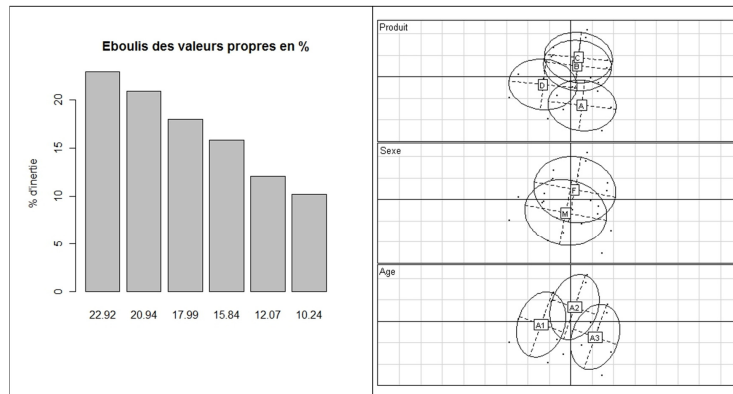 Eboulis des valeurs propres en %
% d'inertie
20
15
10
5
0
22.92 20.94 17.99 15.84 12.07 10.24
Produit
C
B
D
A
Sexe
F
M
Age
A2
A1
A3